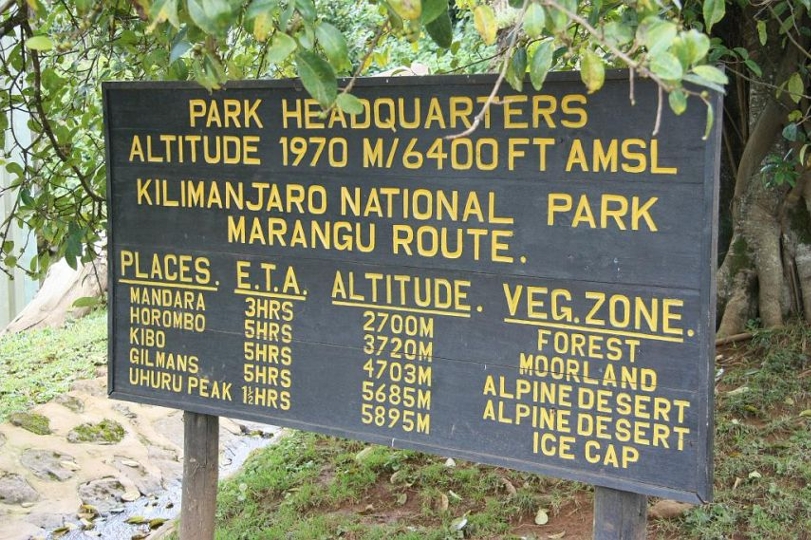 PARK HEADQUARTERS
ALTITUDE 1970 M/6400 FT AMSL
KILIMANJARO NATIONAL PARK
MARANGU ROUTE.
PLACES. E.T.A. ALTITUDE. VEG. ZONE.
MANDARA 3HRS 2700M FOREST
HOROMBO 5HRS 3720M MOORLAND
KIBO 5HRS 4703M ALPINE DESERT
GILMANS 5HRS 5685M ALPINE DESERT
UHURU PEAK 1½HRS 5895M ICE CAP